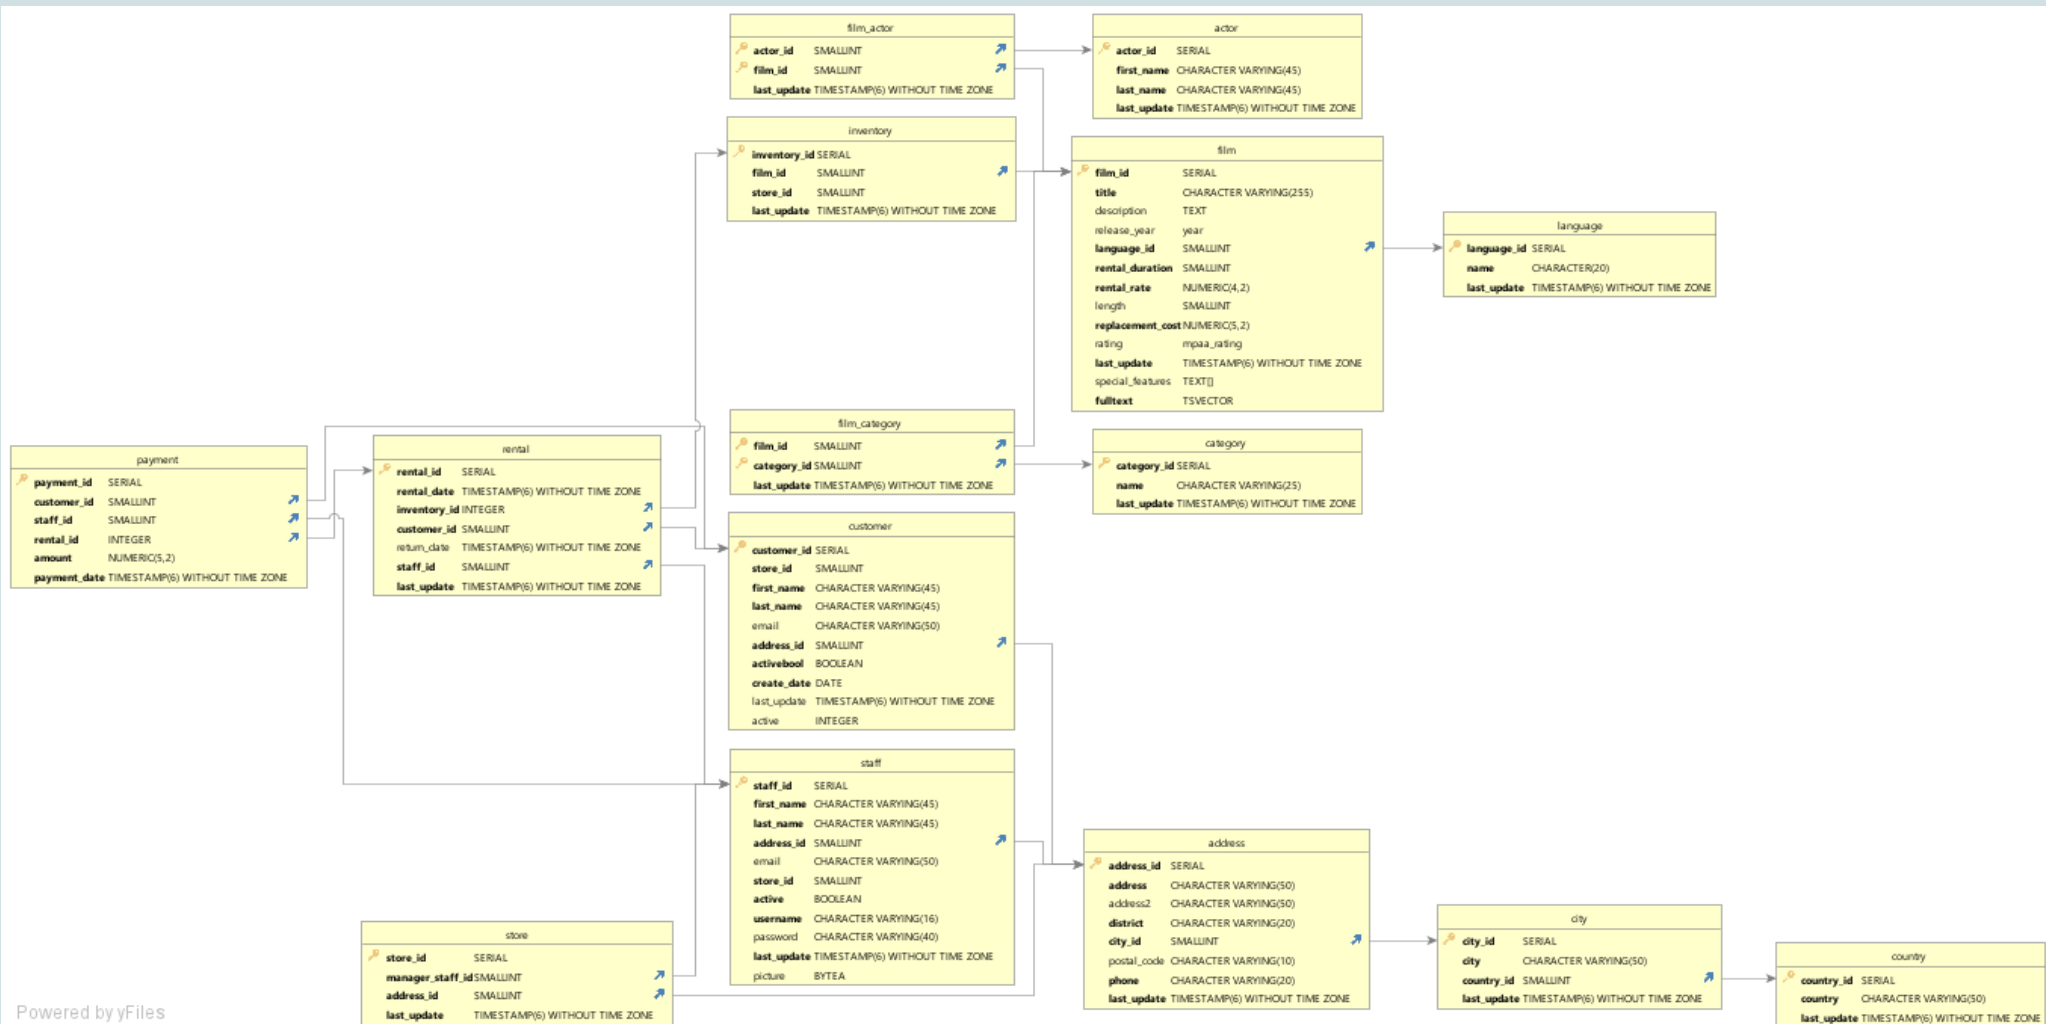 film_actor
actor_id SMALLINT
film_id SMALLINT
last_update TIMESTAMP(6) WITHOUT TIME ZONE
actor
actor_id SERIAL
first_name CHARACTER VARYING(45)
last_name CHARACTER VARYING(45)
last_update TIMESTAMP(6) WITHOUT TIME ZONE
inventory
inventory_id SERIAL
film_id SMALLINT
store_id SMALLINT
last_update TIMESTAMP(6) WITHOUT TIME ZONE
film
film_id SERIAL
title CHARACTER VARYING(255)
description TEXT
release_year year
language_id SMALLINT
rental_duration SMALLINT
rental_rate NUMERIC(4,2)
length SMALLINT
replacement_cost NUMERIC(5,2)
rating mpaa_rating
last_update TIMESTAMP(6) WITHOUT TIME ZONE
special_features TEXT[]
fulltext TSVECTOR
language
language_id SERIAL
name CHARACTER(20)
last_update TIMESTAMP(6) WITHOUT TIME ZONE
payment
payment_id SERIAL
customer_id SMALLINT
staff_id SMALLINT
rental_id INTEGER
amount NUMERIC(5,2)
payment_date TIMESTAMP(6) WITHOUT TIME ZONE
rental
rental_id SERIAL
rental_date TIMESTAMP(6) WITHOUT TIME ZONE
inventory_id INTEGER
customer_id SMALLINT
return_date TIMESTAMP(6) WITHOUT TIME ZONE
staff_id SMALLINT
last_update TIMESTAMP(6) WITHOUT TIME ZONE
film_category
film_id SMALLINT
category_id SMALLINT
last_update TIMESTAMP(6) WITHOUT TIME ZONE
category
category_id SERIAL
name CHARACTER VARYING(25)
last_update TIMESTAMP(6) WITHOUT TIME ZONE
customer
customer_id SERIAL
store_id SMALLINT
first_name CHARACTER VARYING(45)
last_name CHARACTER VARYING(45)
email CHARACTER VARYING(50)
address_id SMALLINT
activebool BOOLEAN
create_date DATE
last_update TIMESTAMP(6) WITHOUT TIME ZONE
active INTEGER
staff
staff_id SERIAL
first_name CHARACTER VARYING(45)
last_name CHARACTER VARYING(45)
address_id SMALLINT
email CHARACTER VARYING(50)
store_id SMALLINT
active BOOLEAN
username CHARACTER VARYING(16)
password CHARACTER VARYING(40)
last_update TIMESTAMP(6) WITHOUT TIME ZONE
picture BYTEA
store
store_id SERIAL
manager_staff_id SMALLINT
address_id SMALLINT
last_update TIMESTAMP(6) WITHOUT TIME ZONE
address
address_id SERIAL
address CHARACTER VARYING(50)
address2 CHARACTER VARYING(50)
district CHARACTER VARYING(20)
city_id SMALLINT
postal_code CHARACTER VARYING(10)
phone CHARACTER VARYING(20)
last_update TIMESTAMP(6) WITHOUT TIME ZONE
city
city_id SERIAL
city CHARACTER VARYING(50)
country_id SMALLINT
last_update TIMESTAMP(6) WITHOUT TIME ZONE
country
country_id SERIAL
country CHARACTER VARYING(50)
last_update TIMESTAMP(6) WITHOUT TIME ZONE
Powered by yFiles